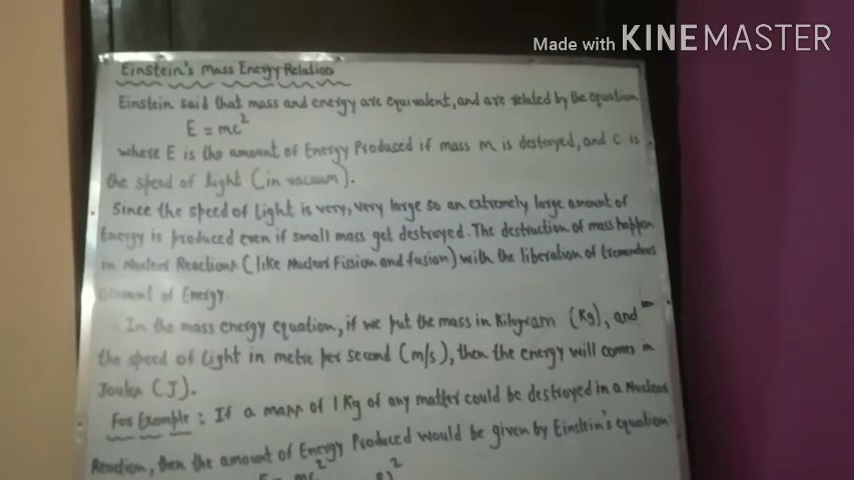 Made with KINEMASTER
Einstein's Mass Energy Relation
Einstein said that mass and energy are equivalent, and are related by the equation
E = mc²
where E is the amount of Energy Produced if mass m is destroyed, and c is
the speed of light (in vacuum).
Since the speed of Light is very, very large so an extremely large amount of
Energy is produced even if small mass get destroyed. The destruction of mass happen
in Nuclear Reactions (like Nuclear Fission and fusion) with the liberation of tremendous
amount of Energy.
In the mass energy equation, if we put the mass in Kilogram (Kg), and
the speed of light in metre per second (m/s), then the energy will comes in
Joules (J).
For Example: If a mass of 1 Kg of any matter could be destroyed in a Nuclear
Reaction, then the amount of Energy Produced would be given by Einstein's equation